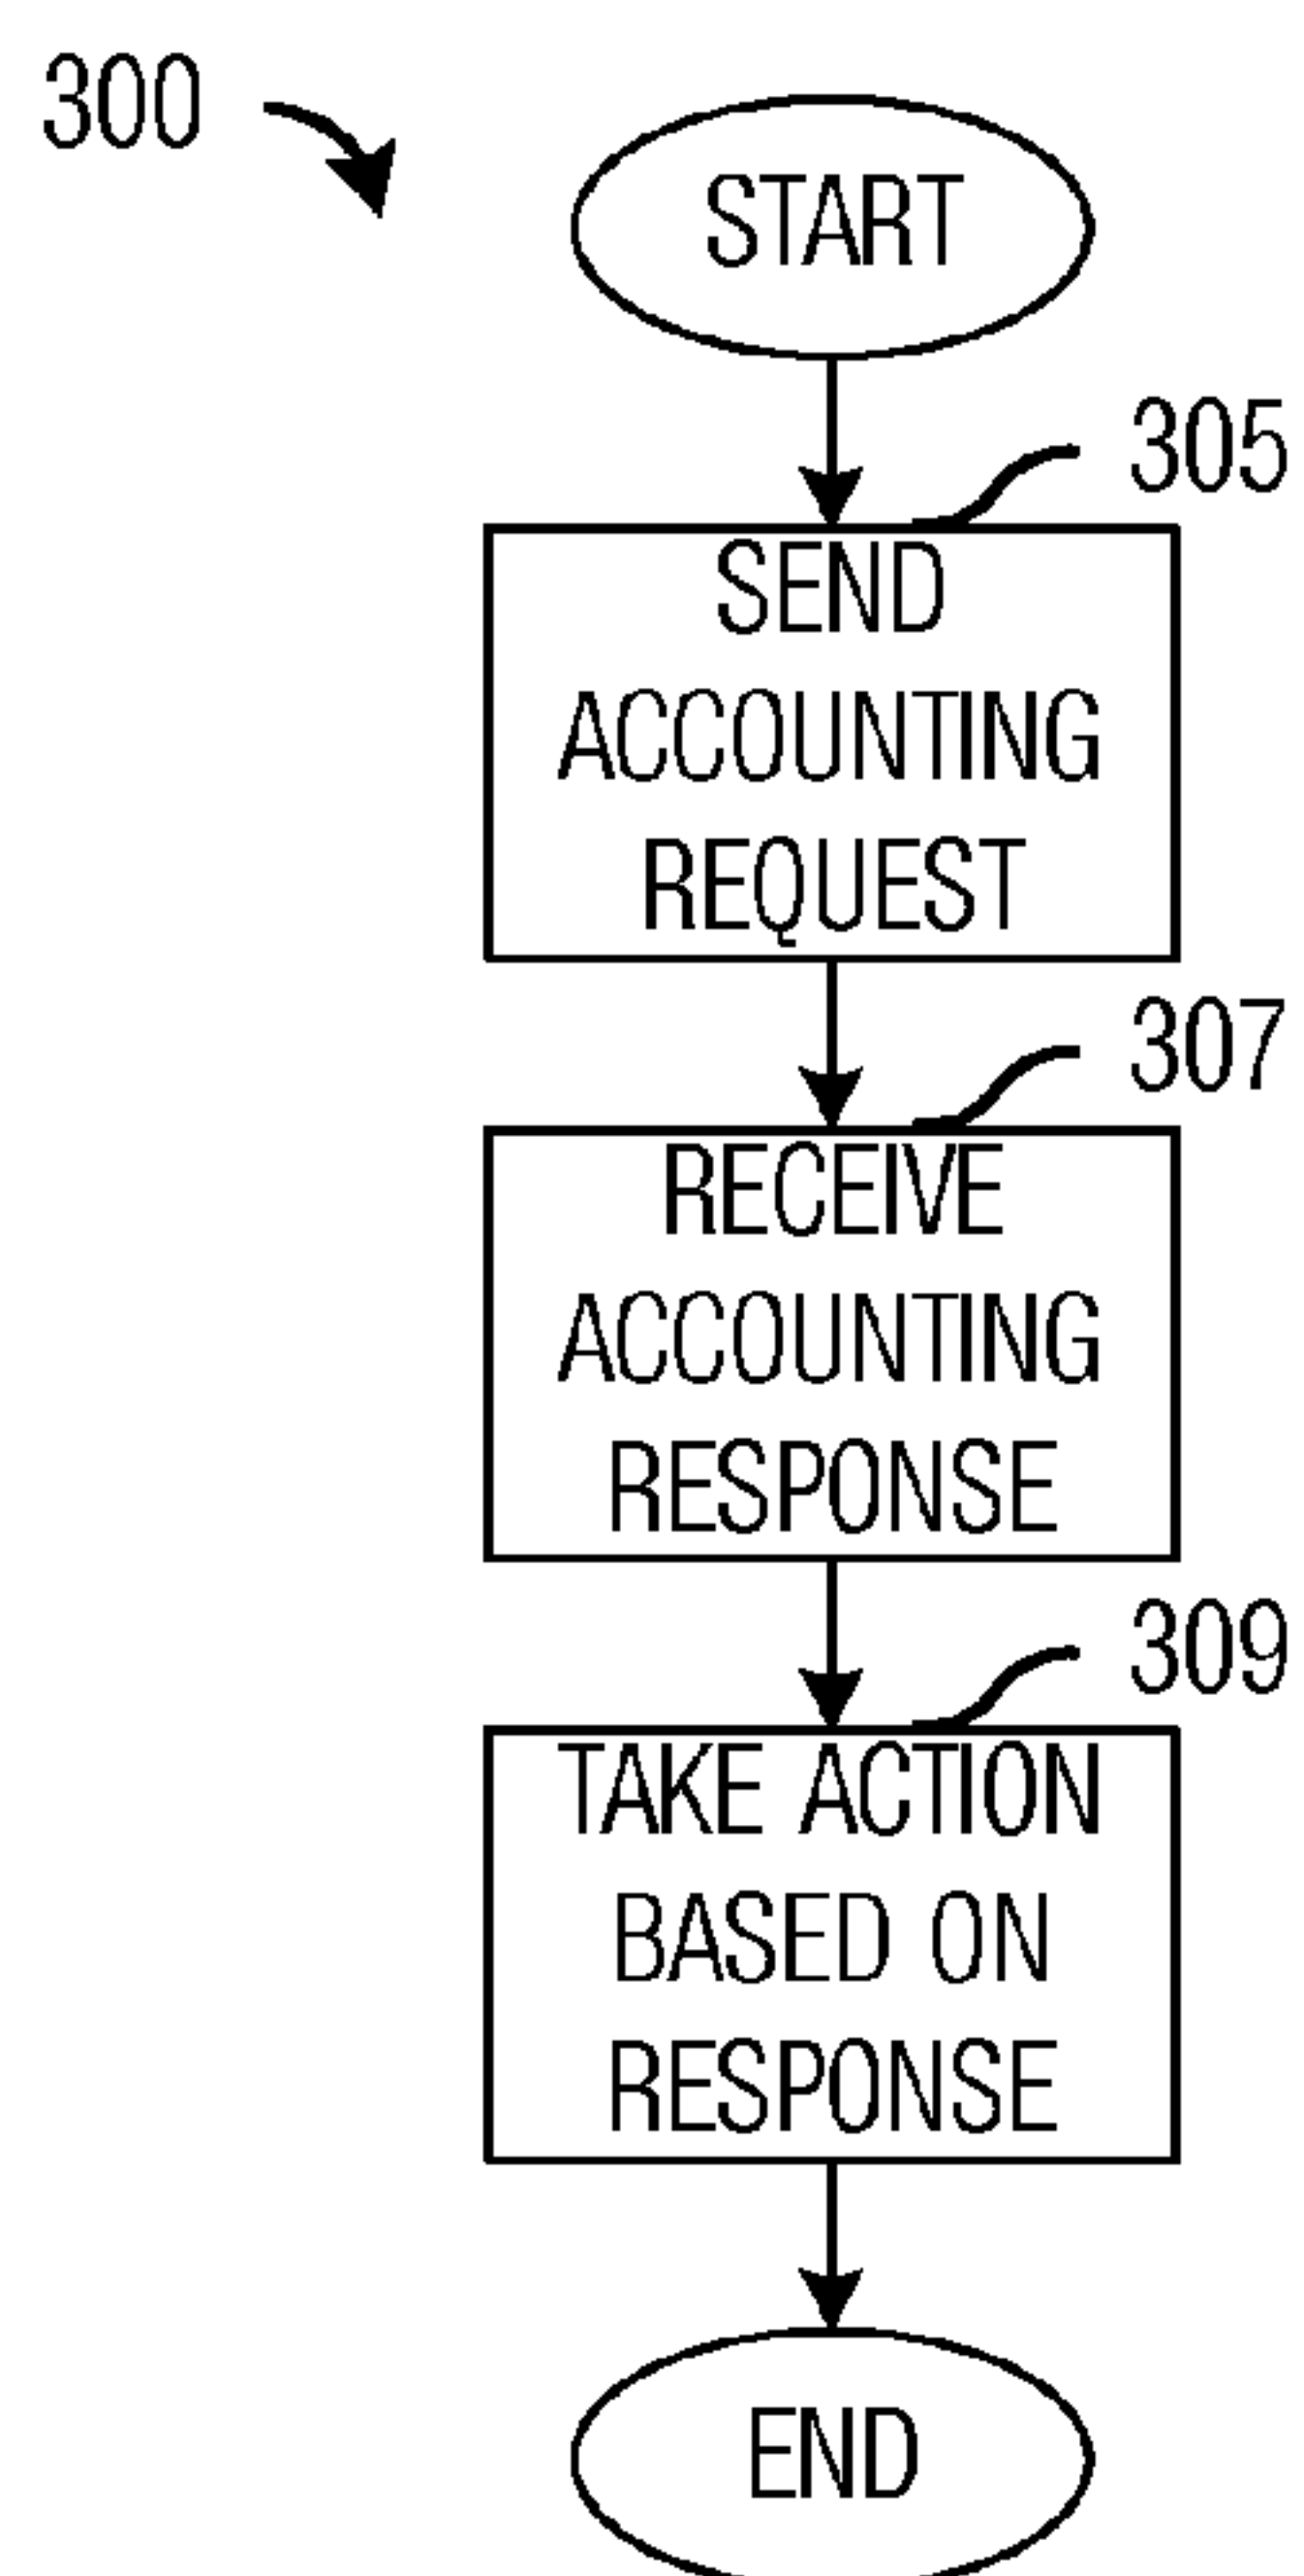 300
START
305
SEND
ACCOUNTING
REQUEST
307
RECEIVE
ACCOUNTING
RESPONSE
309
TAKE ACTION
BASED ON
RESPONSE
END